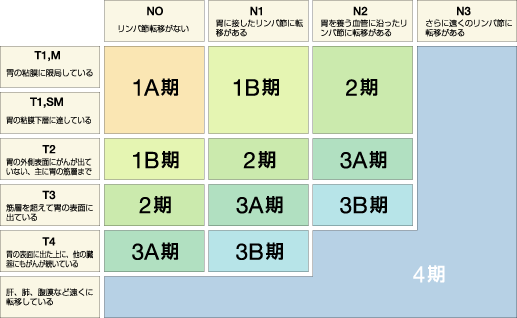 NO
リンパ節転移がない
N1
胃に接したリンパ節に転
移がある
N2
胃を養う血管に沿ったリ
ンパ節に転移がある
N3
さらに遠くのリンパ節に
転移がある
T1,M
胃の粘膜に限局している
T1,SM
胃の粘膜下層に達している
1A期
1B期
2期
T2
胃の外側表面にがんが出て
いない、主に胃の筋層まで
1B期
2期
3A期
T3
筋層を超えて胃の表面に
出ている
2期
3A期
3B期
T4
胃の表面に出た上に、他の臓
器にもがんが続いている
3A期
3B期
4期
肝、肺、腹膜など遠くに
転移している